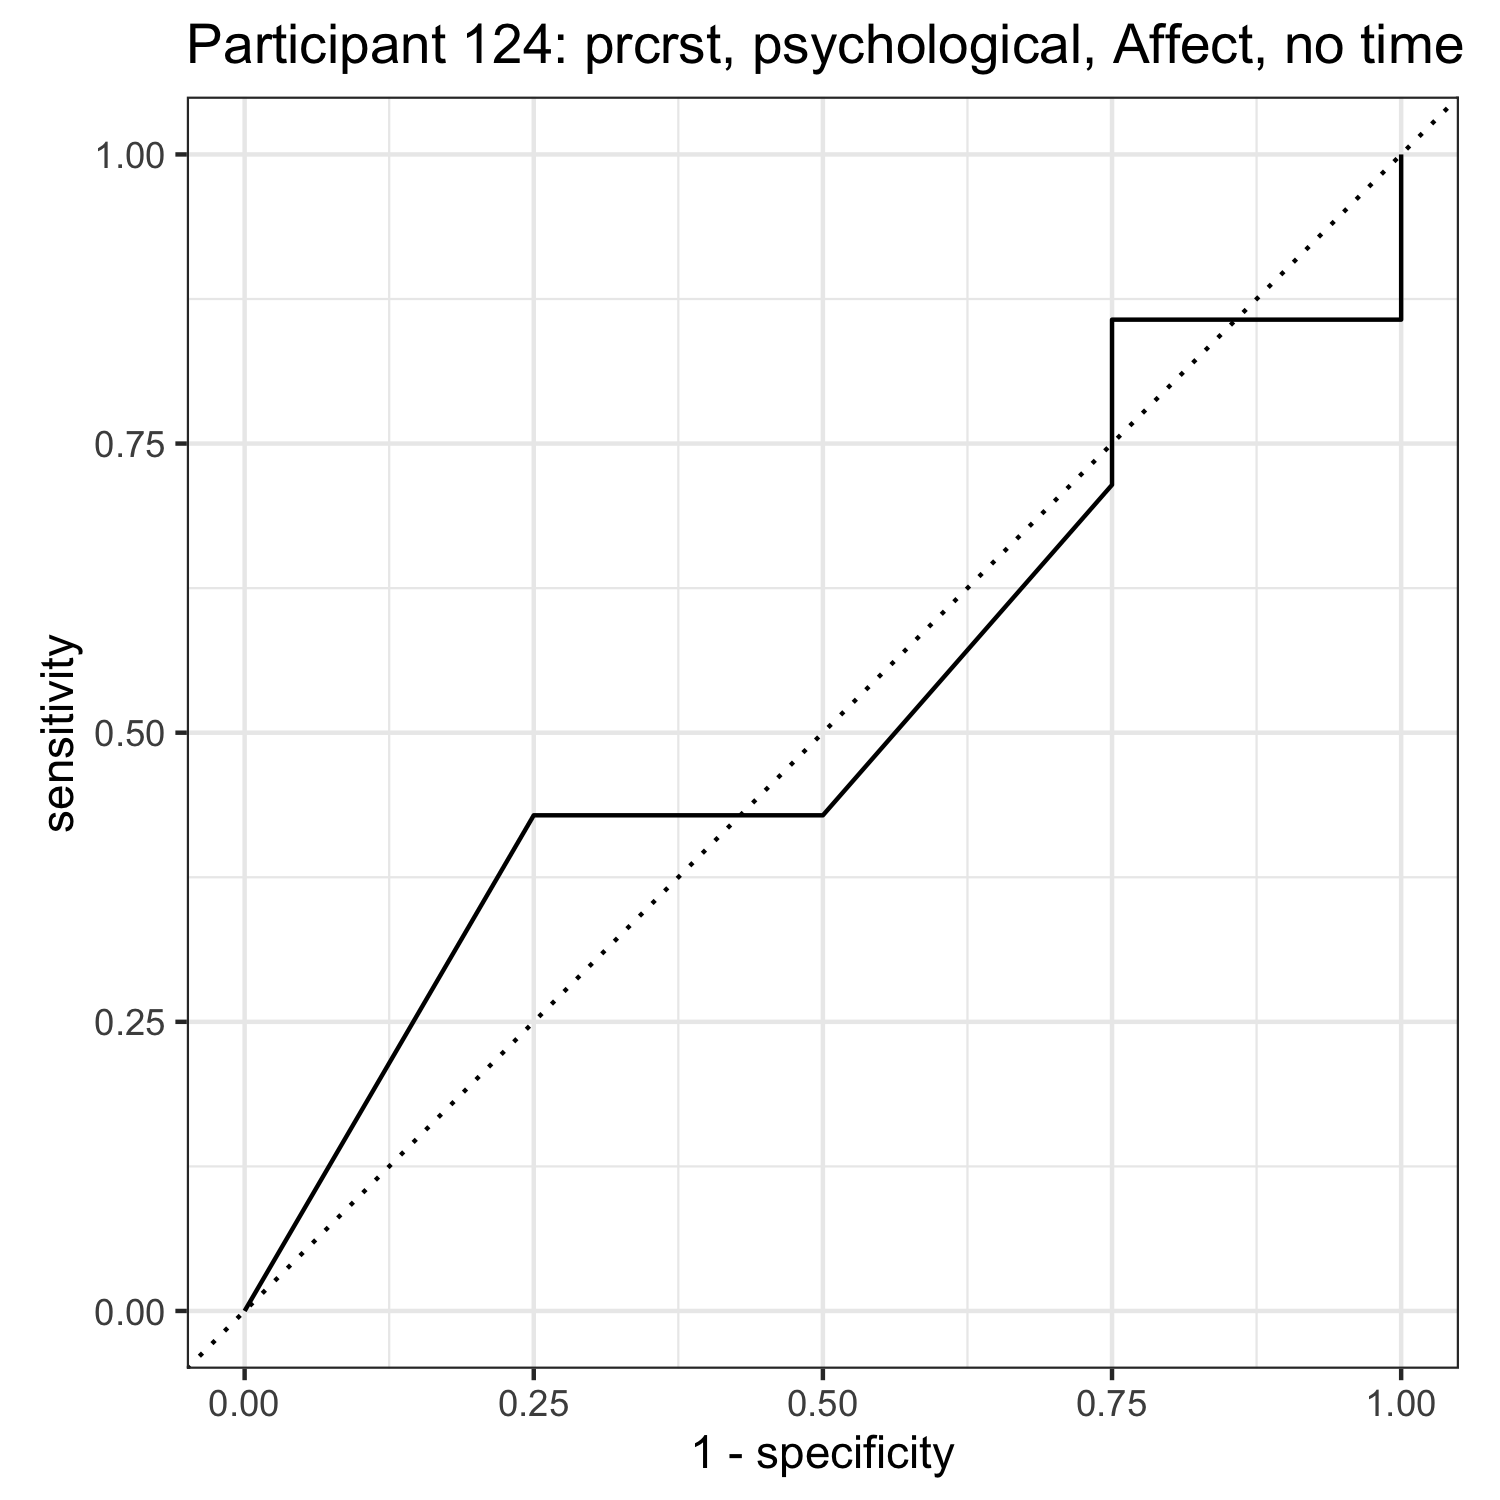 Participant 124: prcrst, psychological, Affect, no time
1.00
0.75
0.50
0.25
0.00
sensitivity
0.00 0.25 0.50 0.75 1.00
1 - specificity